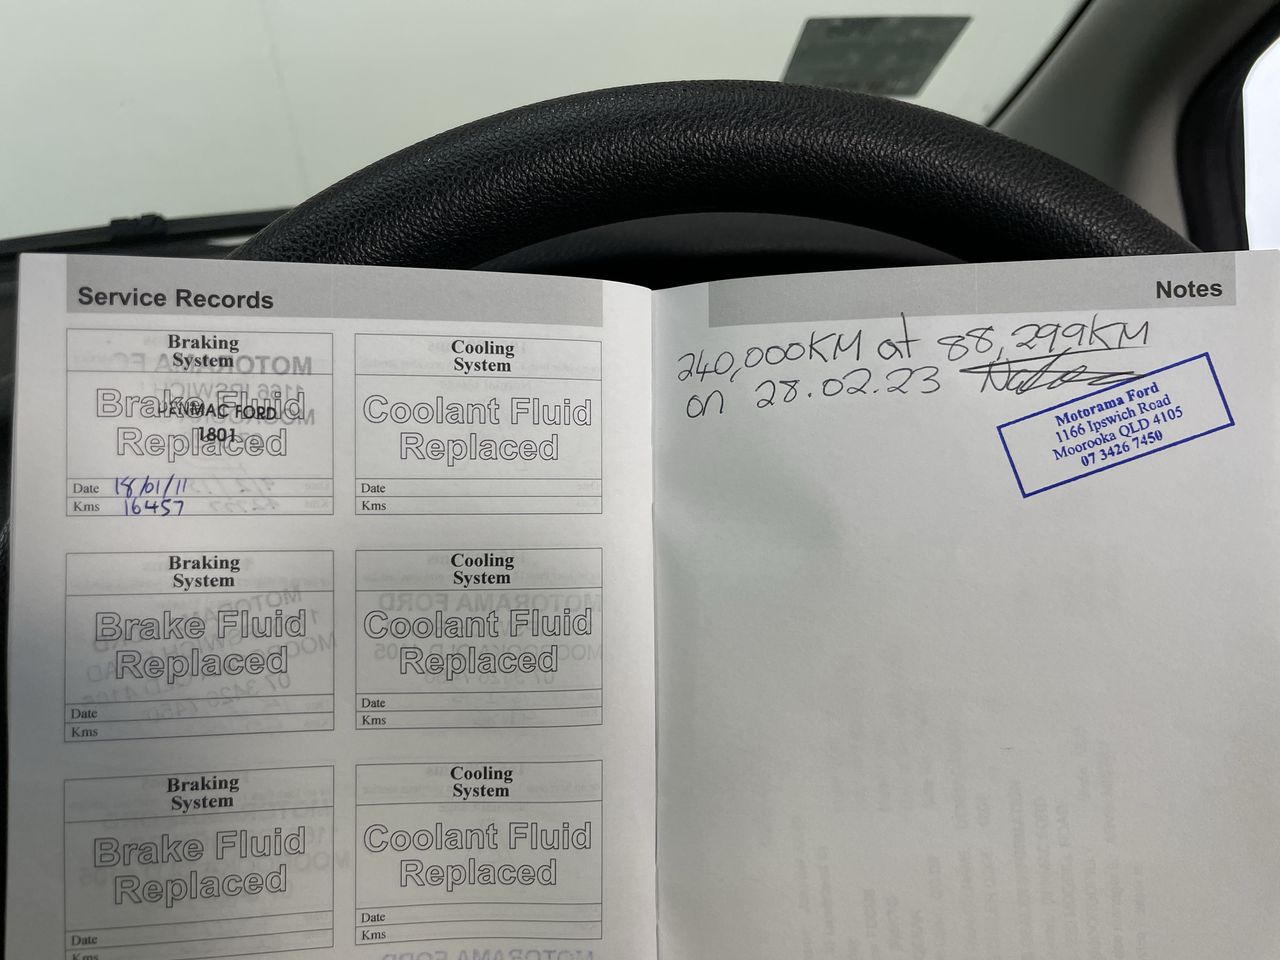 Service Records
Braking
System
Brake Fluid
Replaced
PENMAC FORD
1801
Date 18/01/11
Kms 16457
Cooling
System
Coolant Fluid
Replaced
Date
Kms
Braking
System
Brake Fluid
Replaced
Date
Kms
Cooling
System
Coolant Fluid
Replaced
Date
Kms
Braking
System
Brake Fluid
Replaced
Date
Kms
Cooling
System
Coolant Fluid
Replaced
Date
Kms
Notes
240,000KM at 88,299KM
on 28.02.23
Motorama Ford
1166 Ipswich Road
Moorooka QLD 4105
07 3426 7450